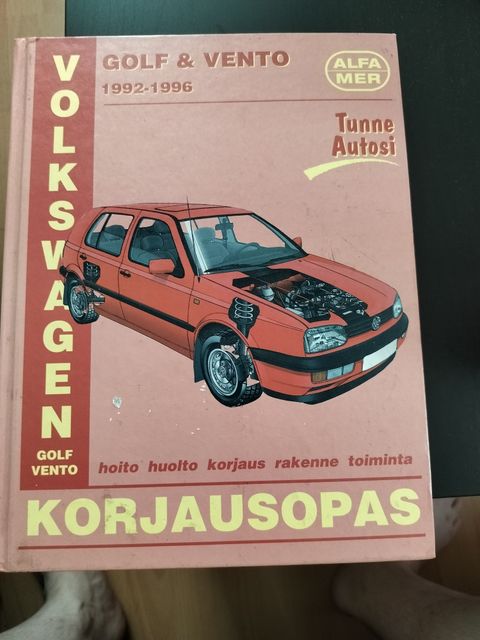 VOLKSWAGEN
GOLF
VENTO
GOLF & VENTO
1992-1996
ALFA
MER
Tunne
Autosi
hoito huolto korjaus rakenne toiminta
KORJAUSOPAS